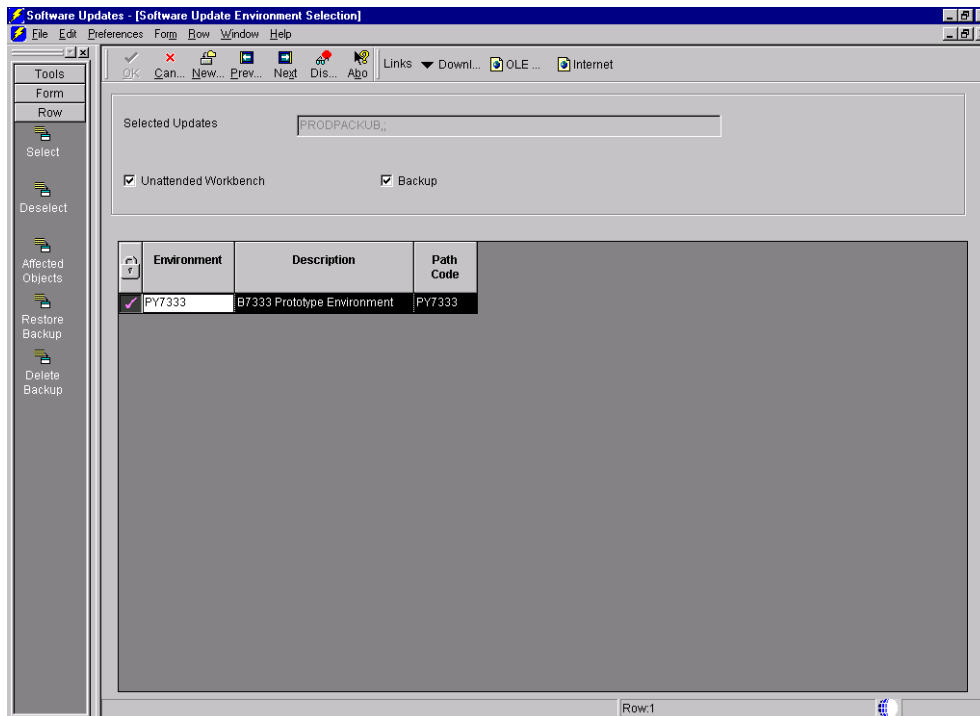 Software Updates - [Software Update Environment Selection]
File Edit Preferences Form Row Window Help
OK Can... New... Prev... Next Dis... Abo Links Downl... OLE ... Internet
Tools
Form
Row
Select
Deselect
Affected
Objects
Restore
Backup
Delete
Backup
Selected Updates PRODPACKUB,;
Unattended Workbench Backup
Environment Description Path
Code
PY7333 B7333 Prototype Environment PY7333
Row:1